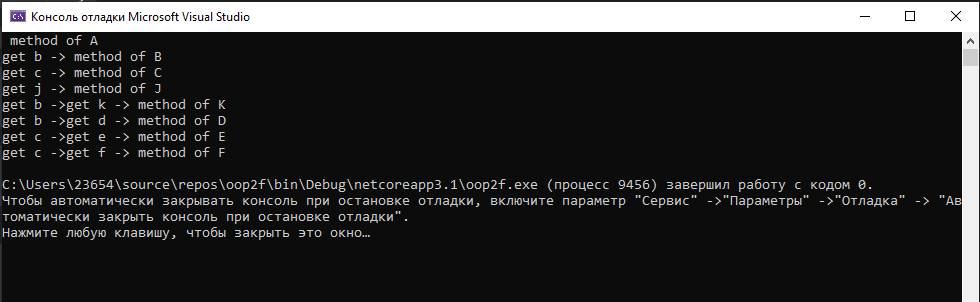 C:\ Консоль отладки Microsoft Visual Studio
method of A
get b -> method of B
get c -> method of C
get j -> method of J
get b ->get k -> method of K
get b ->get d -> method of D
get c ->get e -> method of E
get c ->get f -> method of F
C:\Users\23654\source\repos\oop2f\bin\Debug\netcoreapp3.1\oop2f.exe (процесс 9456) завершил работу с кодом 0.
Чтобы автоматически закрывать консоль при остановке отладки, включите параметр "Сервис" ->"Параметры" ->"Отладка" -> "Ав
томатически закрыть консоль при остановке отладки".
Нажмите любую клавишу, чтобы закрыть это окно…